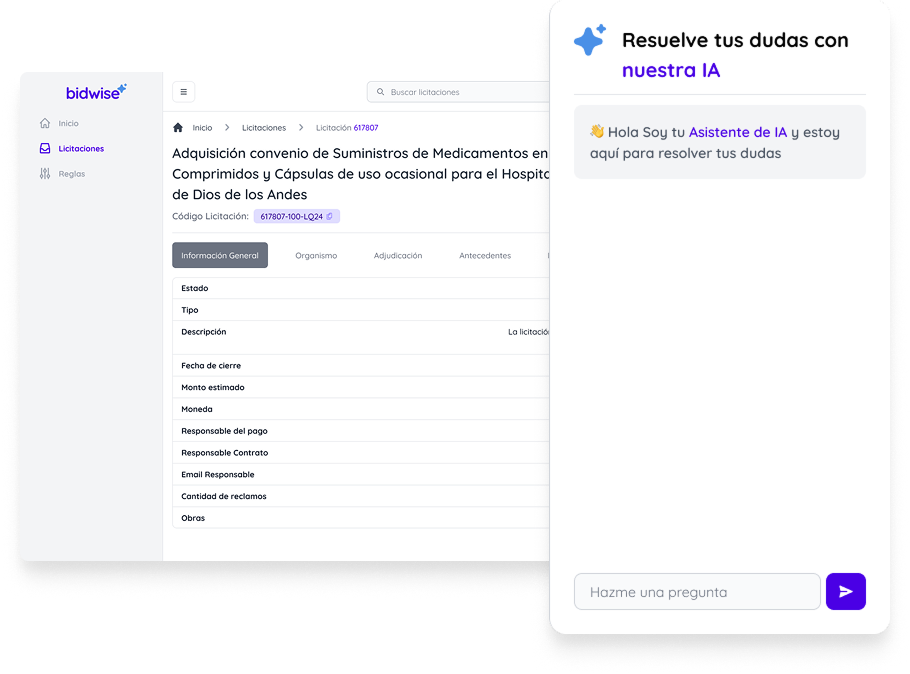 bidwise
Inicio
Licitaciones
Reglas
Buscar licitaciones
Inicio > Licitaciones > Licitación 617807
Adquisición convenio de Suministros de Medicamentos en
Comprimidos y Cápsulas de uso ocasional para el Hospit
de Dios de los Andes
Código Licitación: 617807-100-LQ24
Información General Organismo Adjudicación Antecedentes
Estado
Tipo
Descripción La licitació
Fecha de cierre
Monto estimado
Moneda
Responsable del pago
Responsable Contrato
Email Responsable
Cantidad de reclamos
Obras
Resuelve tus dudas con
nuestra IA
👋 Hola Soy tu Asistente de IA y estoy
aquí para resolver tus dudas
Hazme una pregunta